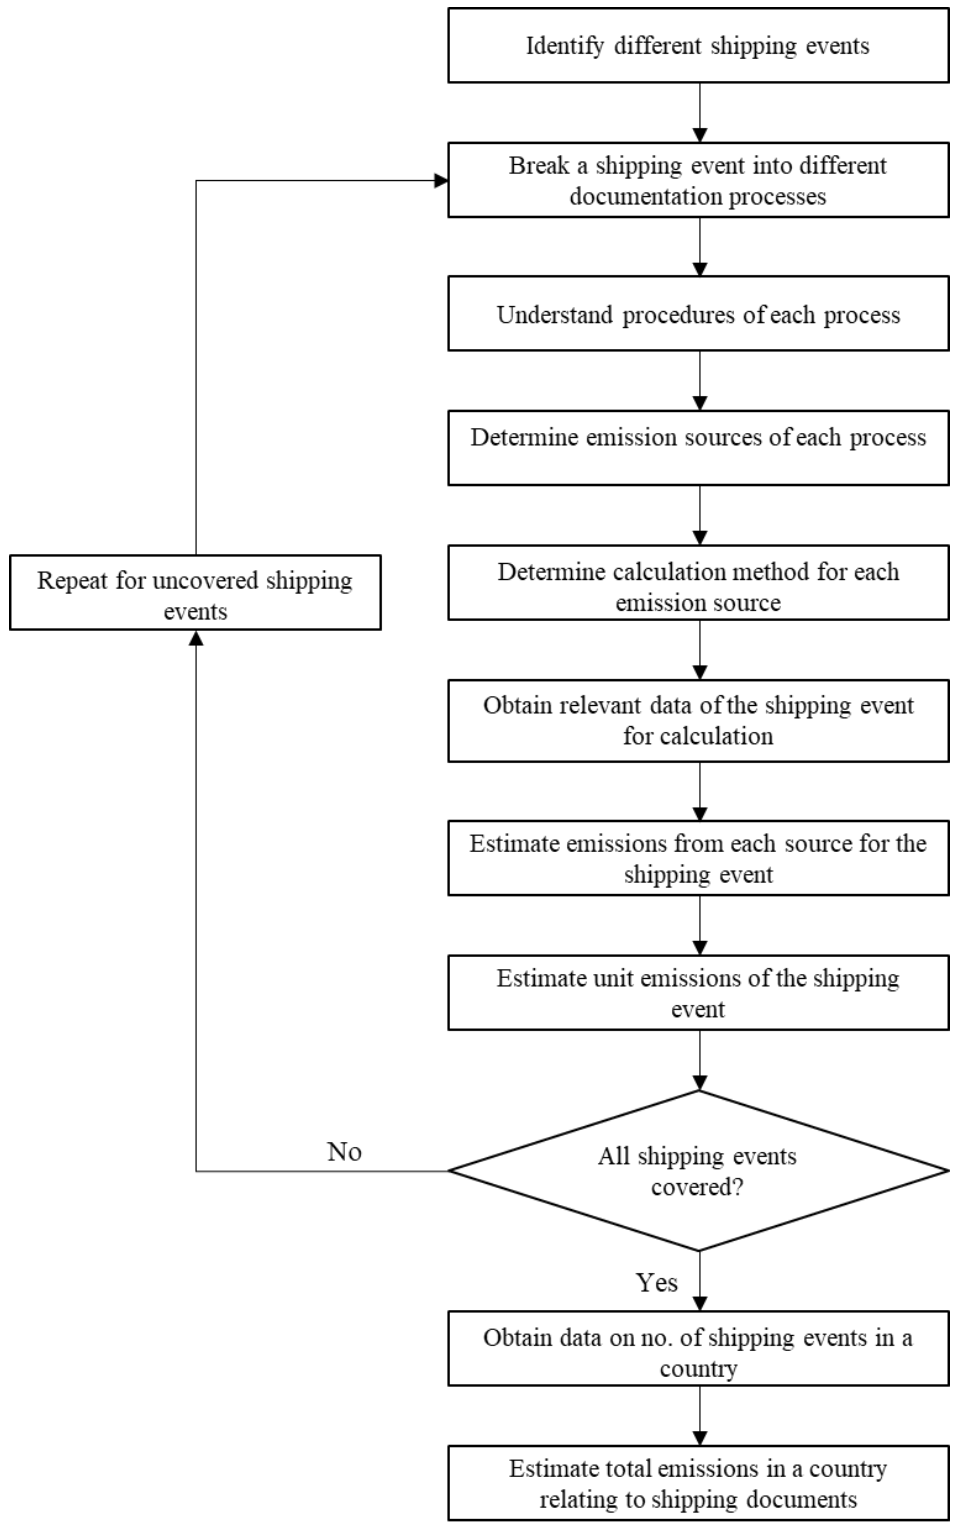 Identify different shipping events
Break a shipping event into different
documentation processes
Understand procedures of each process
Determine emission sources of each process
Determine calculation method for each
emission source
Repeat for uncovered shipping
events
Obtain relevant data of the shipping event
for calculation
Estimate emissions from each source for the
shipping event
Estimate unit emissions of the shipping
event
All shipping events
covered?
No
Yes
Obtain data on no. of shipping events in a
country
Estimate total emissions in a country
relating to shipping documents